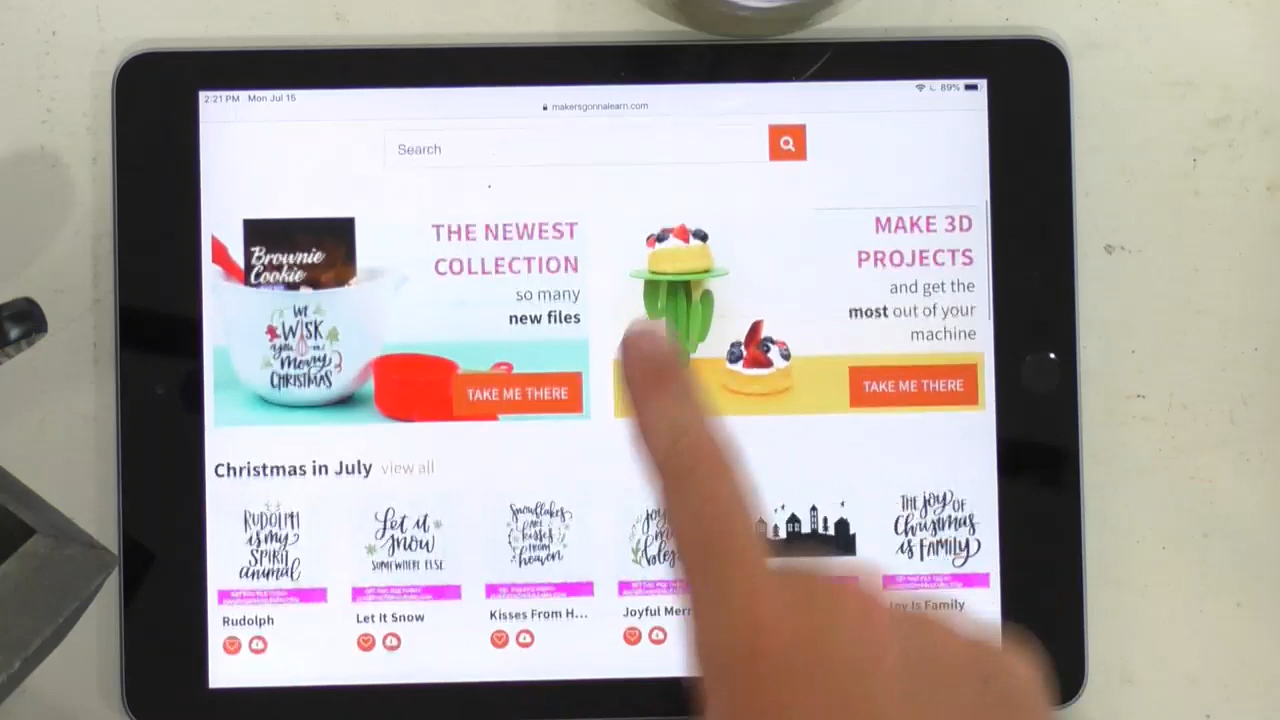 2:21 PM Mon Jul 15
89%
makersgonnalearn.com
Search
Brownie
Cookie
WE
WISK
you a
Merry
CHRISTMAS
THE NEWEST
COLLECTION
so many
new files
TAKE ME THERE
MAKE 3D
PROJECTS
and get the
most out of your
machine
TAKE ME THERE
Christmas in July view all
RUDOLPH
is my
SPIRIT
animal
Let it
snow
SOMEWHERE ELSE
Snowflakes
ARE
kisses
FROM
heaven
THE joy OF
Christmas
is FAMILY
Rudolph
Let It Snow
Kisses From H...
Joyful Merr
Joy Is Family